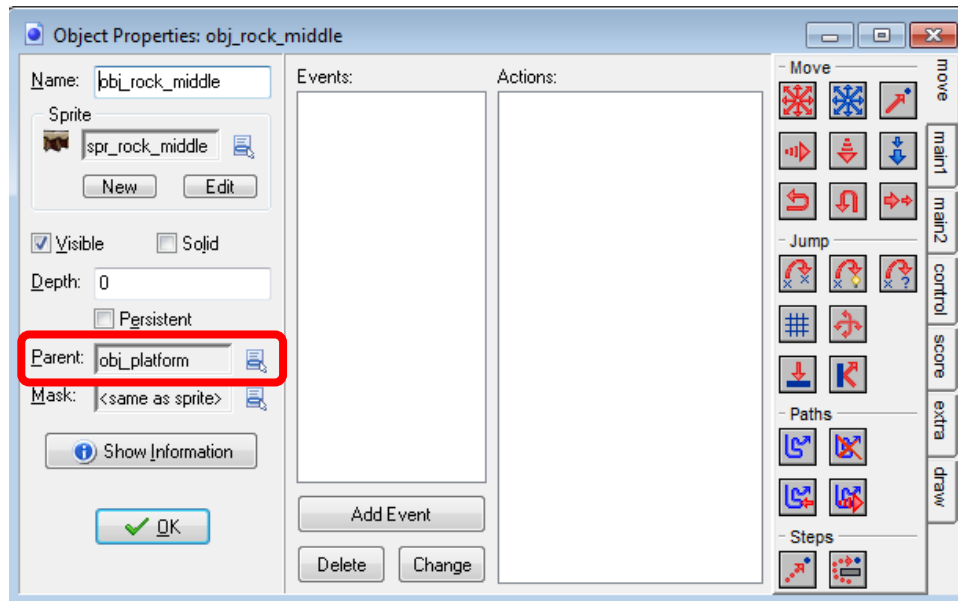 Object Properties: obj_rock_middle
Name: obj_rock_middle
Sprite
spr_rock_middle
New Edit
Visible Solid
Depth: 0
Persistent
Parent: obj_platform
Mask: <same as sprite>
Show Information
OK
Events:
Add Event
Delete Change
Actions:
Move
Jump
Paths
Steps
move
main1
main2
control
score
extra
draw